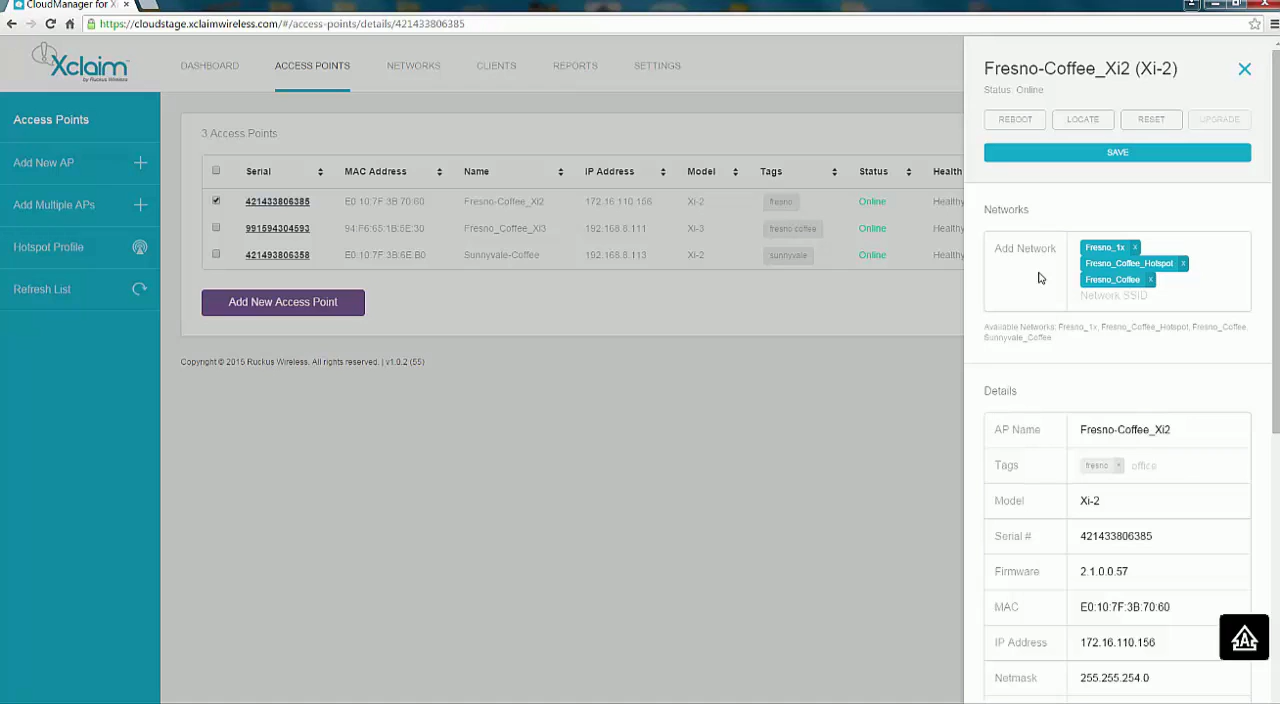 CloudManager for X
https://cloudstage.xclaimwireless.com/#/access-points/details/421433806385
Xclaim
by Ruckus Wireless
DASHBOARD
ACCESS POINTS
NETWORKS
CLIENTS
REPORTS
SETTINGS
Access Points
Add New AP
Add Multiple APs
Hotspot Profile
Refresh List
3 Access Points
Serial MAC Address Name IP Address Model Tags Status Health
421433806385 E0:10:7F:3B:70:60 Fresno-Coffee_Xi2 172.16.110.156 Xi-2 fresno Online Healthy
991594304593 94:F6:65:1B:5E:30 Fresno_Coffee_Xi3 192.168.8.111 Xi-3 fresno coffee Online Healthy
421493806358 E0:10:7F:3B:6E:B0 Sunnyvale-Coffee 192.168.8.113 Xi-2 sunnyvale Online Healthy
Add New Access Point
Copyright © 2015 Ruckus Wireless. All rights reserved. | v1.0.2 (55)
Fresno-Coffee_Xi2 (Xi-2)
Status: Online
REBOOT
LOCATE
RESET
UPGRADE
SAVE
Networks
Add Network
Fresno_1x x
Fresno_Coffee_Hotspot x
Fresno_Coffee x
Network SSID
Available Networks: Fresno_1x, Fresno_Coffee_Hotspot, Fresno_Coffee,
Sunnyvale_Coffee
Details
AP Name Fresno-Coffee_Xi2
Tags fresno x office
Model Xi-2
Serial # 421433806385
Firmware 2.1.0.0.57
MAC E0:10:7F:3B:70:60
IP Address 172.16.110.156
Netmask 255.255.254.0